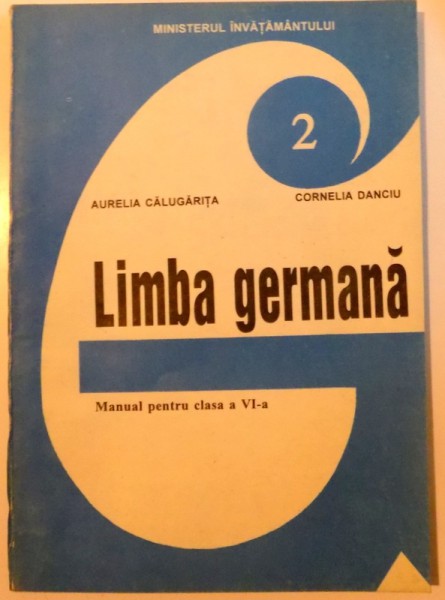 MINISTERUL ÎNVĂȚĂMÂNTULUI
2
AURELIA CĂLUGĂRIȚA
CORNELIA DANCIU
Limba germană
Manual pentru clasa a VI-a